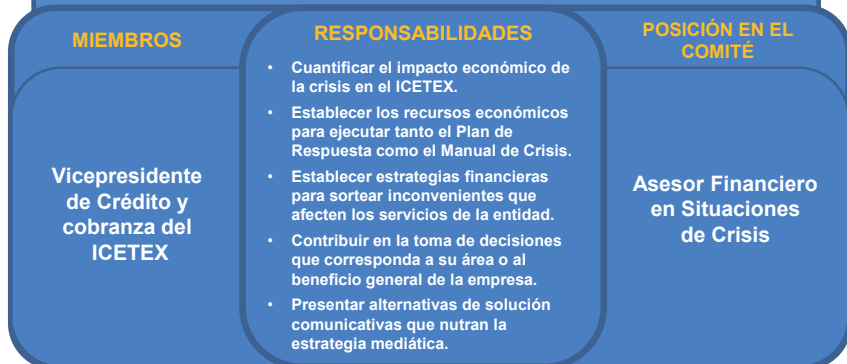 MIEMBROS
Vicepresidente
de Crédito y
cobranza del
ICETEX
RESPONSABILIDADES
• Cuantificar el impacto económico de
la crisis en el ICETEX.
• Establecer los recursos económicos
para ejecutar tanto el Plan de
Respuesta como el Manual de Crisis.
• Establecer estrategias financieras
para sortear inconvenientes que
afecten los servicios de la entidad.
• Contribuir en la toma de decisiones
que corresponda a su área o al
beneficio general de la empresa.
• Presentar alternativas de solución
comunicativas que nutran la
estrategia mediática.
POSICIÓN EN EL
COMITÉ
Asesor Financiero
en Situaciones
de Crisis